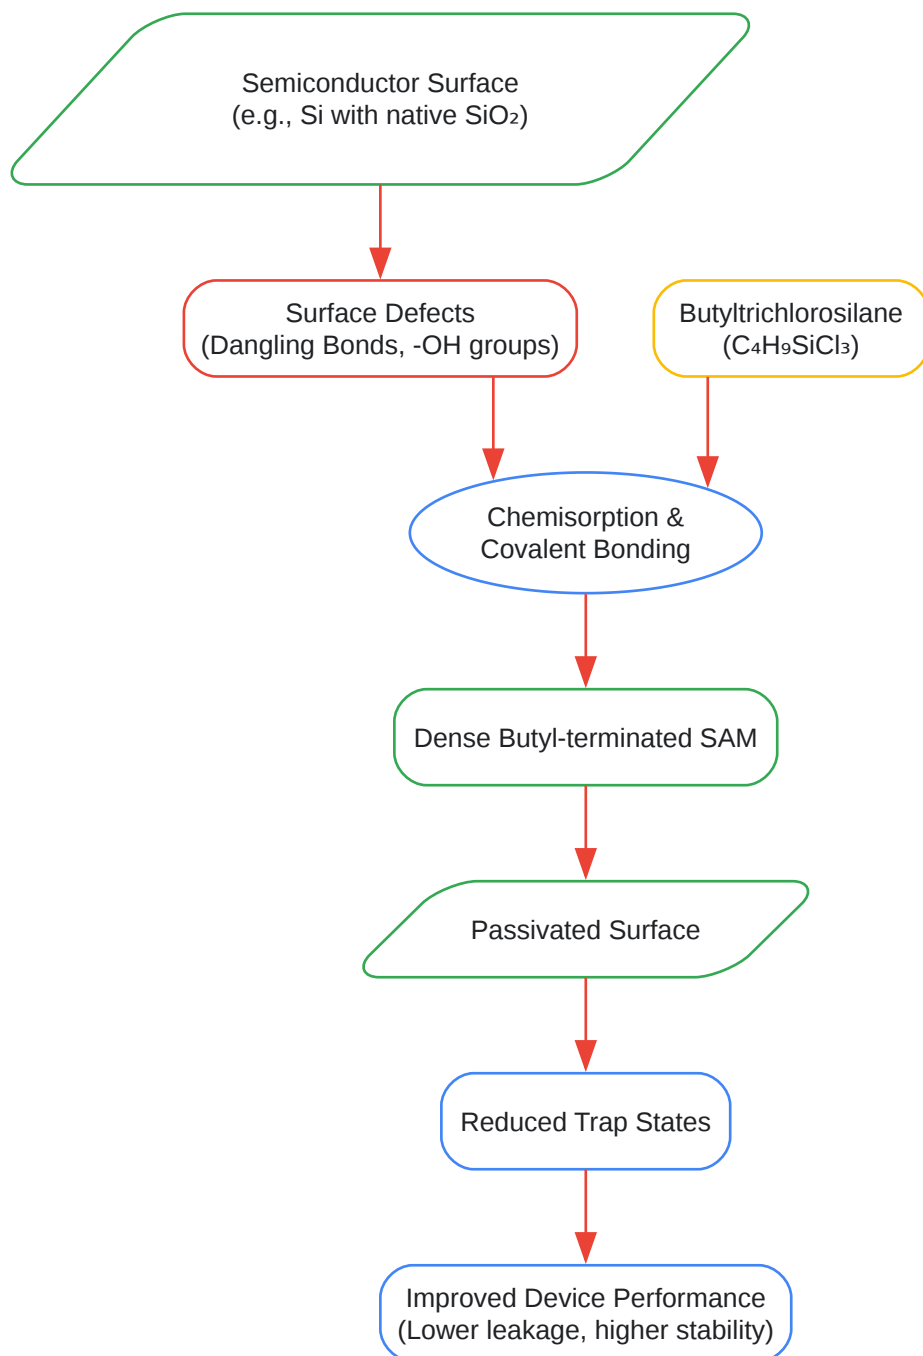 Semiconductor Surface
(e.g., Si with native SiO₂)
Surface Defects
(Dangling Bonds, -OH groups)
Butyltrichlorosilane
(C₄H₉SiCl₃)
Chemisorption &
Covalent Bonding
Dense Butyl-terminated SAM
Passivated Surface
Reduced Trap States
Improved Device Performance
(Lower leakage, higher stability)